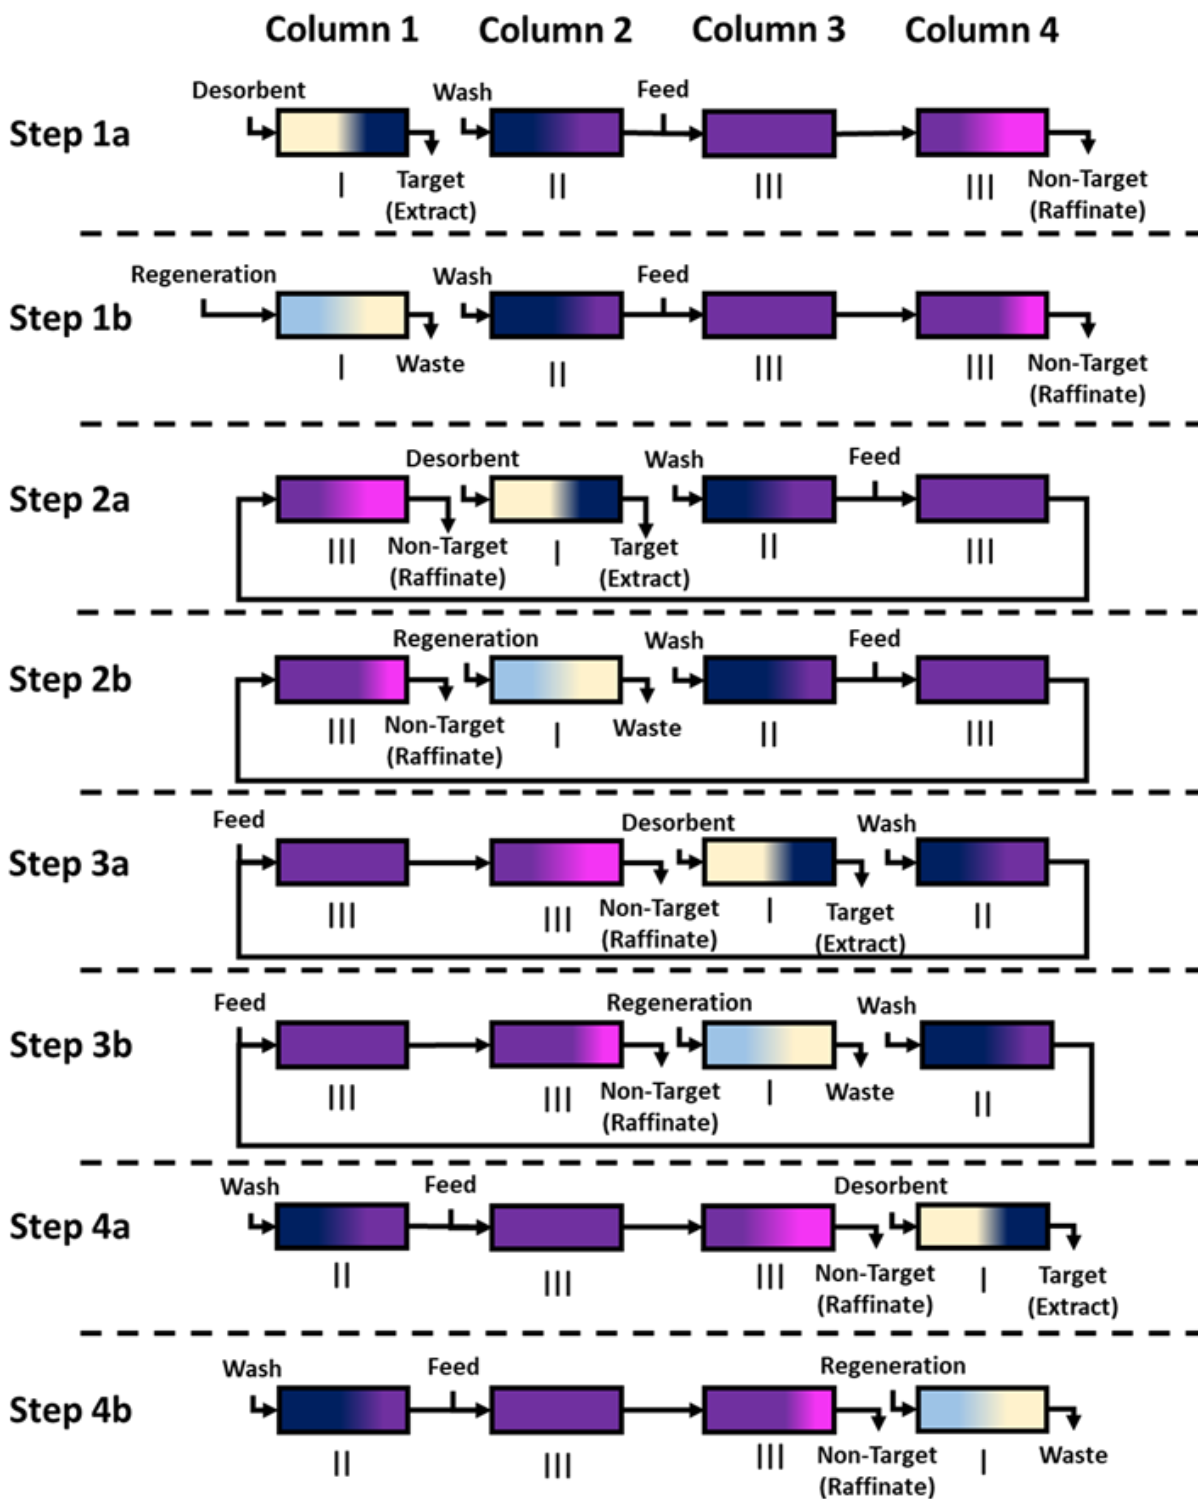 Column 1 Column 2 Column 3 Column 4
Desorbent Wash Feed
Step 1a
I Target II III III Non-Target
(Extract) (Raffinate)
Regeneration Wash Feed
Step 1b
I Waste II III III Non-Target
(Raffinate)
Desorbent Wash Feed
Step 2a
III Non-Target I Target II III
(Raffinate) (Extract)
Regeneration Wash Feed
Step 2b
III Non-Target I Waste II III
(Raffinate)
Feed Desorbent Wash
Step 3a
III III Non-Target I Target II
(Raffinate) (Extract)
Feed Regeneration Wash
Step 3b
III III Non-Target I Waste II
(Raffinate)
Wash Feed Desorbent
Step 4a
II III III Non-Target I Target
(Raffinate) (Extract)
Wash Feed Regeneration
Step 4b
II III III Non-Target I Waste
(Raffinate)